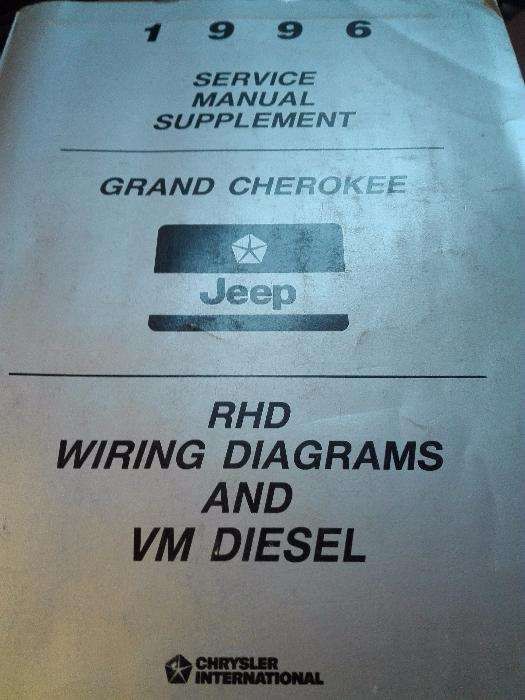 1 9 9 6
SERVICE
MANUAL
SUPPLEMENT
GRAND CHEROKEE
Jeep
RHD
WIRING DIAGRAMS
AND
VM DIESEL
CHRYSLER
INTERNATIONAL